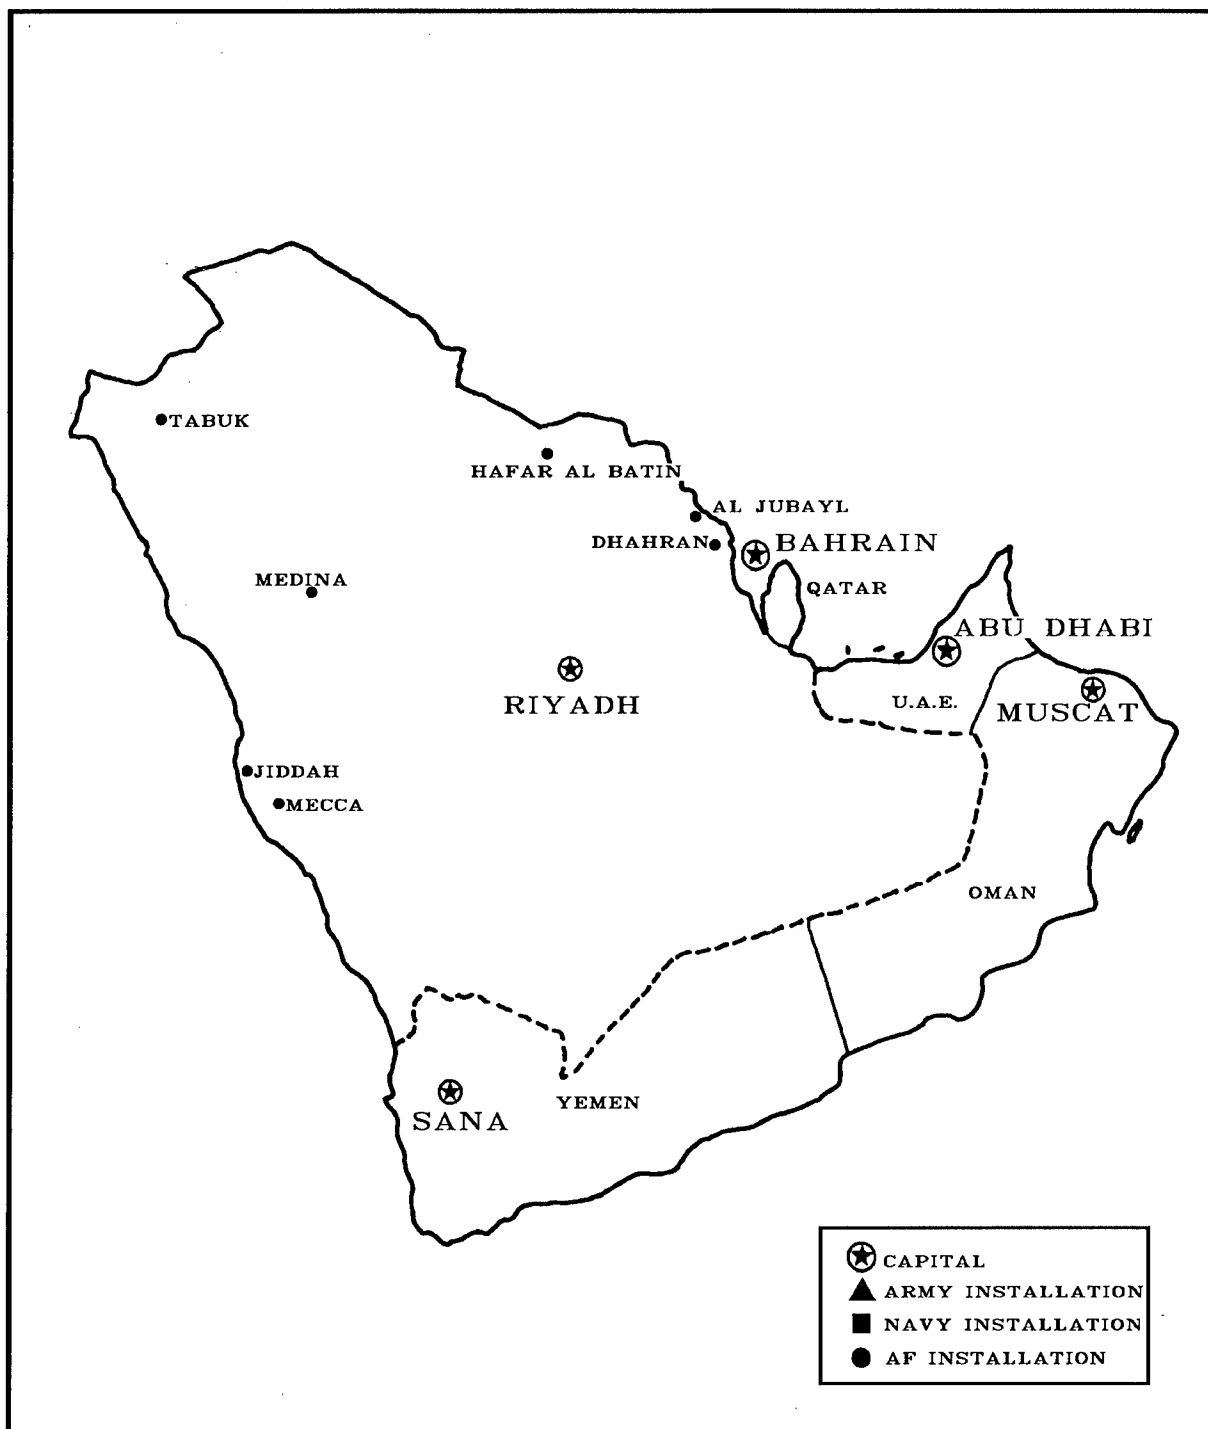 TABUK
HAFAR AL BATIN
AL JUBAYL
DHAHRAN
BAHRAIN
MEDINA
QATAR
ABU DHABI
RIYADH
U.A.E.
MUSCAT
JIDDAH
MECCA
OMAN
SANA
YEMEN
CAPITAL
ARMY INSTALLATION
NAVY INSTALLATION
AF INSTALLATION